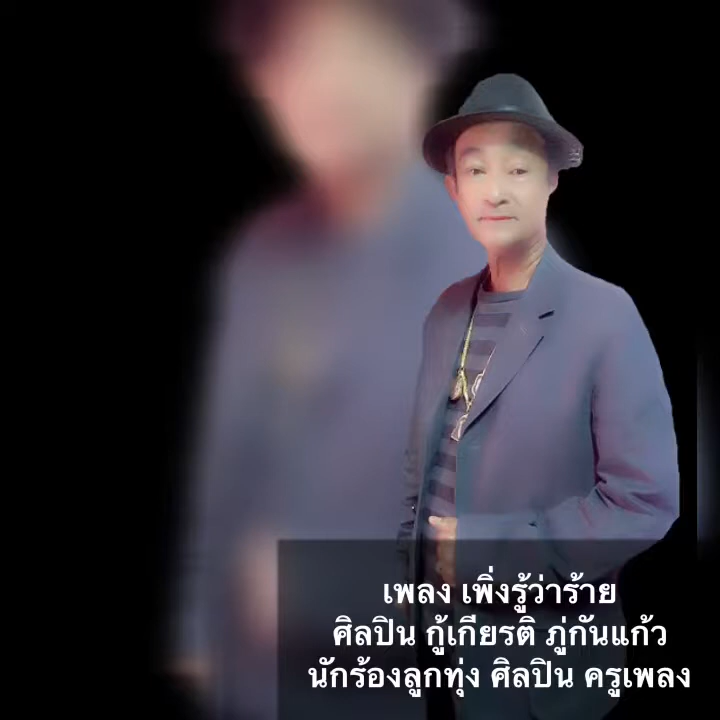 เพลง เพิ่งรู้ว่าร้าย
ศิลปิน กู้เกียรติ ภู่กันแก้ว
นักร้องลูกทุ่ง ศิลปิน ครูเพลง